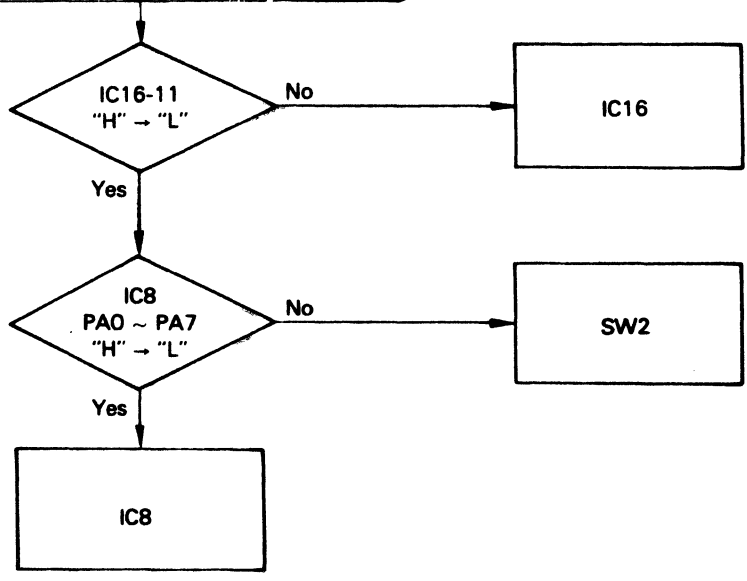 IC16-11
"H" → "L"
No
IC16
Yes
IC8
PA0 ~ PA7
"H" → "L"
No
SW2
Yes
IC8